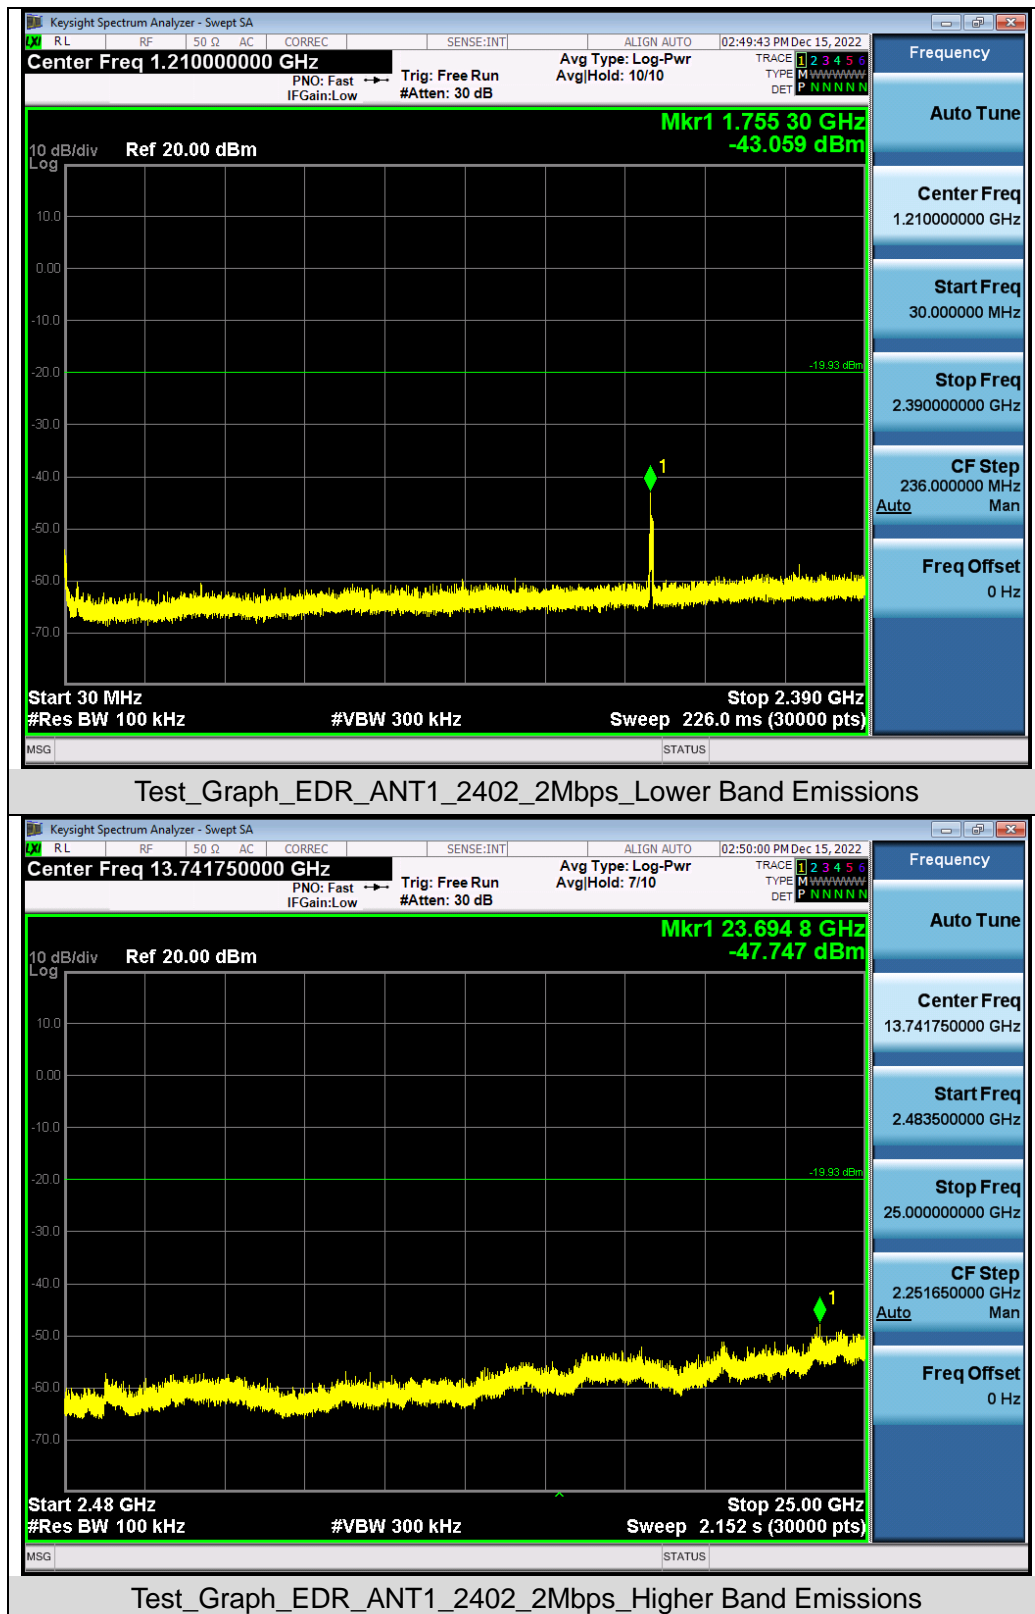 Keysight Spectrum Analyzer - Swept SA
LXI RL RF 50 Ω AC CORREC SENSE:INT ALIGN AUTO 02:49:43 PM Dec 15, 2022
Center Freq 1.210000000 GHz
PNO: Fast
IFGain:Low
Trig: Free Run
#Atten: 30 dB
Avg Type: Log-Pwr
Avg|Hold: 10/10
TRACE 1 2 3 4 5 6
TYPE M WWWWW
DET P N N N N N
Mkr1 1.755 30 GHz
-43.059 dBm
10 dB/div Ref 20.00 dBm
Log
10.0
0.00
-10.0
-19.93 dBm
-20.0
-30.0
-40.0
1
-50.0
-60.0
-70.0
Start 30 MHz Stop 2.390 GHz
#Res BW 100 kHz #VBW 300 kHz Sweep 226.0 ms (30000 pts)
MSG STATUS
Frequency
Auto Tune
Center Freq
1.210000000 GHz
Start Freq
30.000000 MHz
Stop Freq
2.390000000 GHz
CF Step
236.000000 MHz
Auto Man
Freq Offset
0 Hz
Test_Graph_EDR_ANT1_2402_2Mbps_Lower Band Emissions
Keysight Spectrum Analyzer - Swept SA
LXI RL RF 50 Ω AC CORREC SENSE:INT ALIGN AUTO 02:50:00 PM Dec 15, 2022
Center Freq 13.741750000 GHz
PNO: Fast
IFGain:Low
Trig: Free Run
#Atten: 30 dB
Avg Type: Log-Pwr
Avg|Hold: 7/10
TRACE 1 2 3 4 5 6
TYPE M WWWWW
DET P N N N N N
Mkr1 23.694 8 GHz
-47.747 dBm
10 dB/div Ref 20.00 dBm
Log
10.0
0.00
-10.0
-19.93 dBm
-20.0
-30.0
-40.0
1
-50.0
-60.0
-70.0
Start 2.48 GHz Stop 25.00 GHz
#Res BW 100 kHz #VBW 300 kHz Sweep 2.152 s (30000 pts)
MSG STATUS
Frequency
Auto Tune
Center Freq
13.741750000 GHz
Start Freq
2.483500000 GHz
Stop Freq
25.000000000 GHz
CF Step
2.251650000 GHz
Auto Man
Freq Offset
0 Hz
Test_Graph_EDR_ANT1_2402_2Mbps_Higher Band Emissions